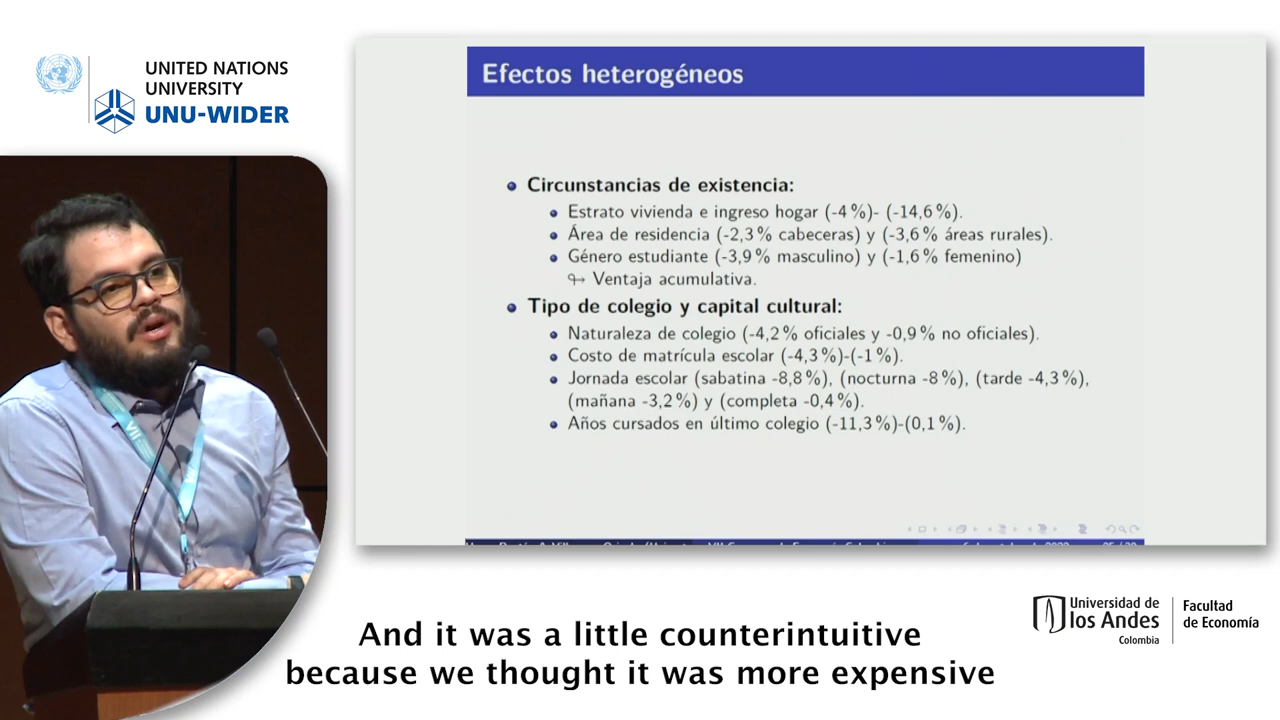 UNITED NATIONS
UNIVERSITY
UNU-WIDER
VII
Efectos heterogéneos
Circunstancias de existencia:
Estrato vivienda e ingreso hogar (-4 %)- (-14,6 %).
Área de residencia (-2,3 % cabeceras) y (-3,6 % áreas rurales).
Género estudiante (-3,9 % masculino) y (-1,6 % femenino)
↬ Ventaja acumulativa.
Tipo de colegio y capital cultural:
Naturaleza de colegio (-4,2 % oficiales y -0,9 % no oficiales).
Costo de matrícula escolar (-4,3 %)-(-1 %).
Jornada escolar (sabatina -8,8 %), (nocturna -8 %), (tarde -4,3 %),
(mañana -3,2 %) y (completa -0,4 %).
Años cursados en último colegio (-11,3 %)-(0,1 %).
Universidad de
los Andes
Colombia
Facultad
de Economía
And it was a little counterintuitive
because we thought it was more expensive